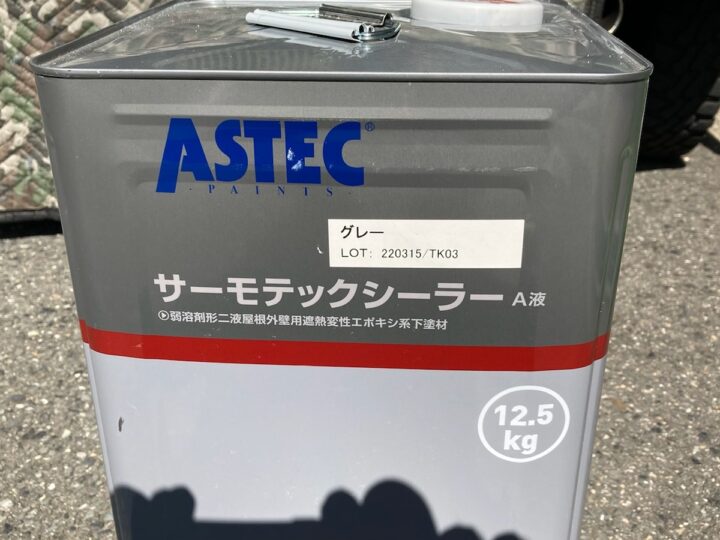 ASTEC®
・PAINTS・
グレー
LOT: 220315/TK03
サーモテックシーラー A液
弱溶剤形二液屋根外壁用遮熱変性エポキシ系下塗材
12.5
kg